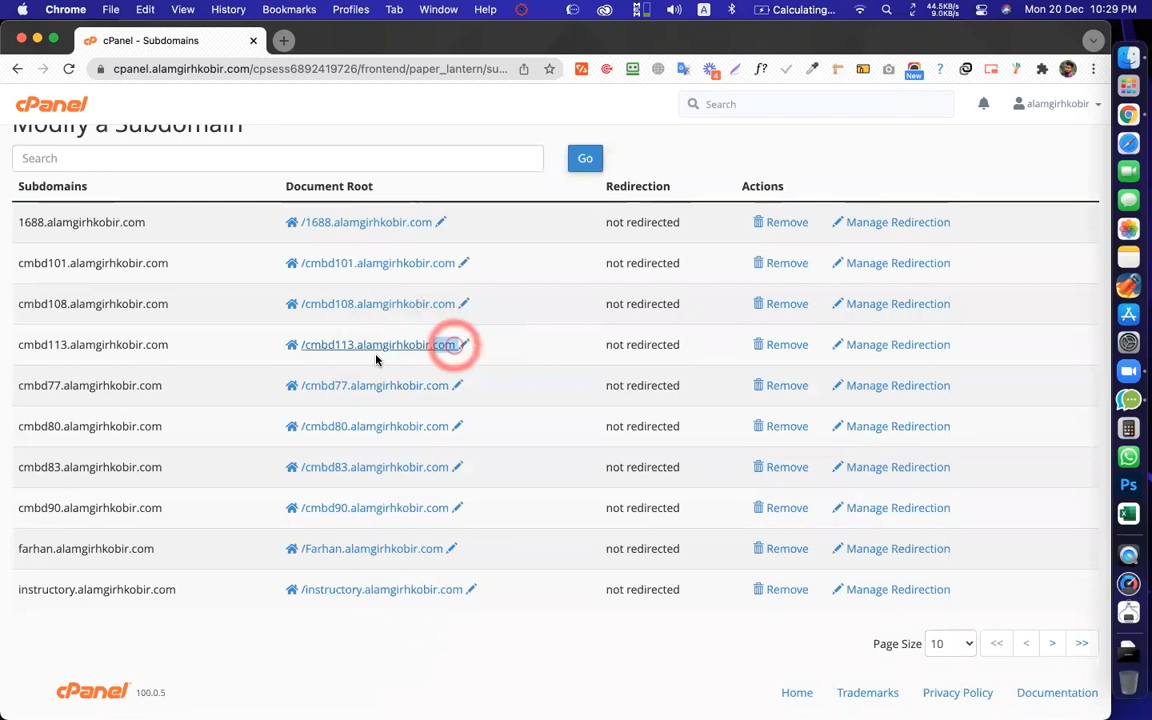 Chrome File Edit View History Bookmarks Profiles Tab Window Help A Calculating... 44.5KB/s 9.0KB/s Mon 20 Dec 10:29 PM
cPanel - Subdomains
cpanel.alamgirhkobir.com/cpsess6892419726/frontend/paper_lantern/su... 4 f? New ?
cPanel Search alamgirhkobir
Modify a Subdomain
Search Go
Subdomains Document Root Redirection Actions
1688.alamgirhkobir.com /1688.alamgirhkobir.com not redirected Remove Manage Redirection
cmbd101.alamgirhkobir.com /cmbd101.alamgirhkobir.com not redirected Remove Manage Redirection
cmbd108.alamgirhkobir.com /cmbd108.alamgirhkobir.com not redirected Remove Manage Redirection
cmbd113.alamgirhkobir.com /cmbd113.alamgirhkobir.com not redirected Remove Manage Redirection
cmbd77.alamgirhkobir.com /cmbd77.alamgirhkobir.com not redirected Remove Manage Redirection
cmbd80.alamgirhkobir.com /cmbd80.alamgirhkobir.com not redirected Remove Manage Redirection
cmbd83.alamgirhkobir.com /cmbd83.alamgirhkobir.com not redirected Remove Manage Redirection
cmbd90.alamgirhkobir.com /cmbd90.alamgirhkobir.com not redirected Remove Manage Redirection
farhan.alamgirhkobir.com /Farhan.alamgirhkobir.com not redirected Remove Manage Redirection
instructory.alamgirhkobir.com /instructory.alamgirhkobir.com not redirected Remove Manage Redirection
Page Size 10 << < > >>
cPanel 100.0.5 Home Trademarks Privacy Policy Documentation
Ps